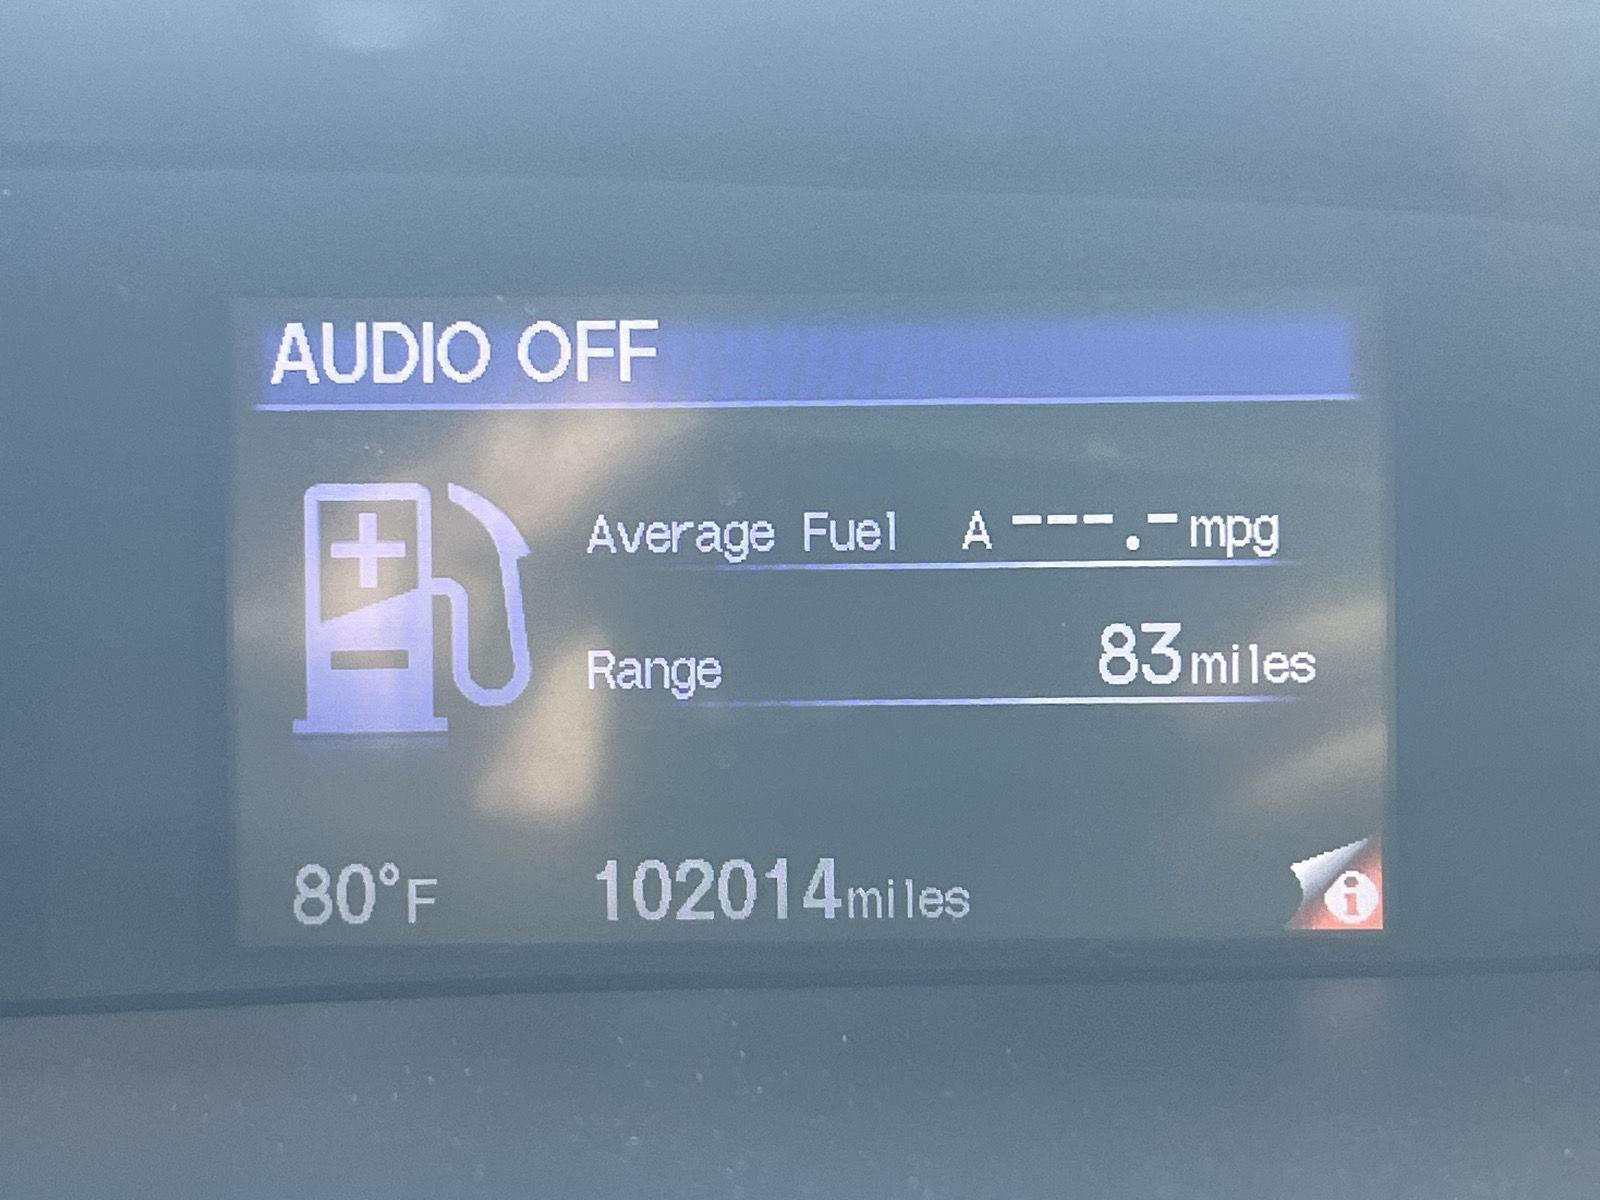 AUDIO OFF
Average Fuel A ---.- mpg
Range 83 miles
80°F 102014 miles
i